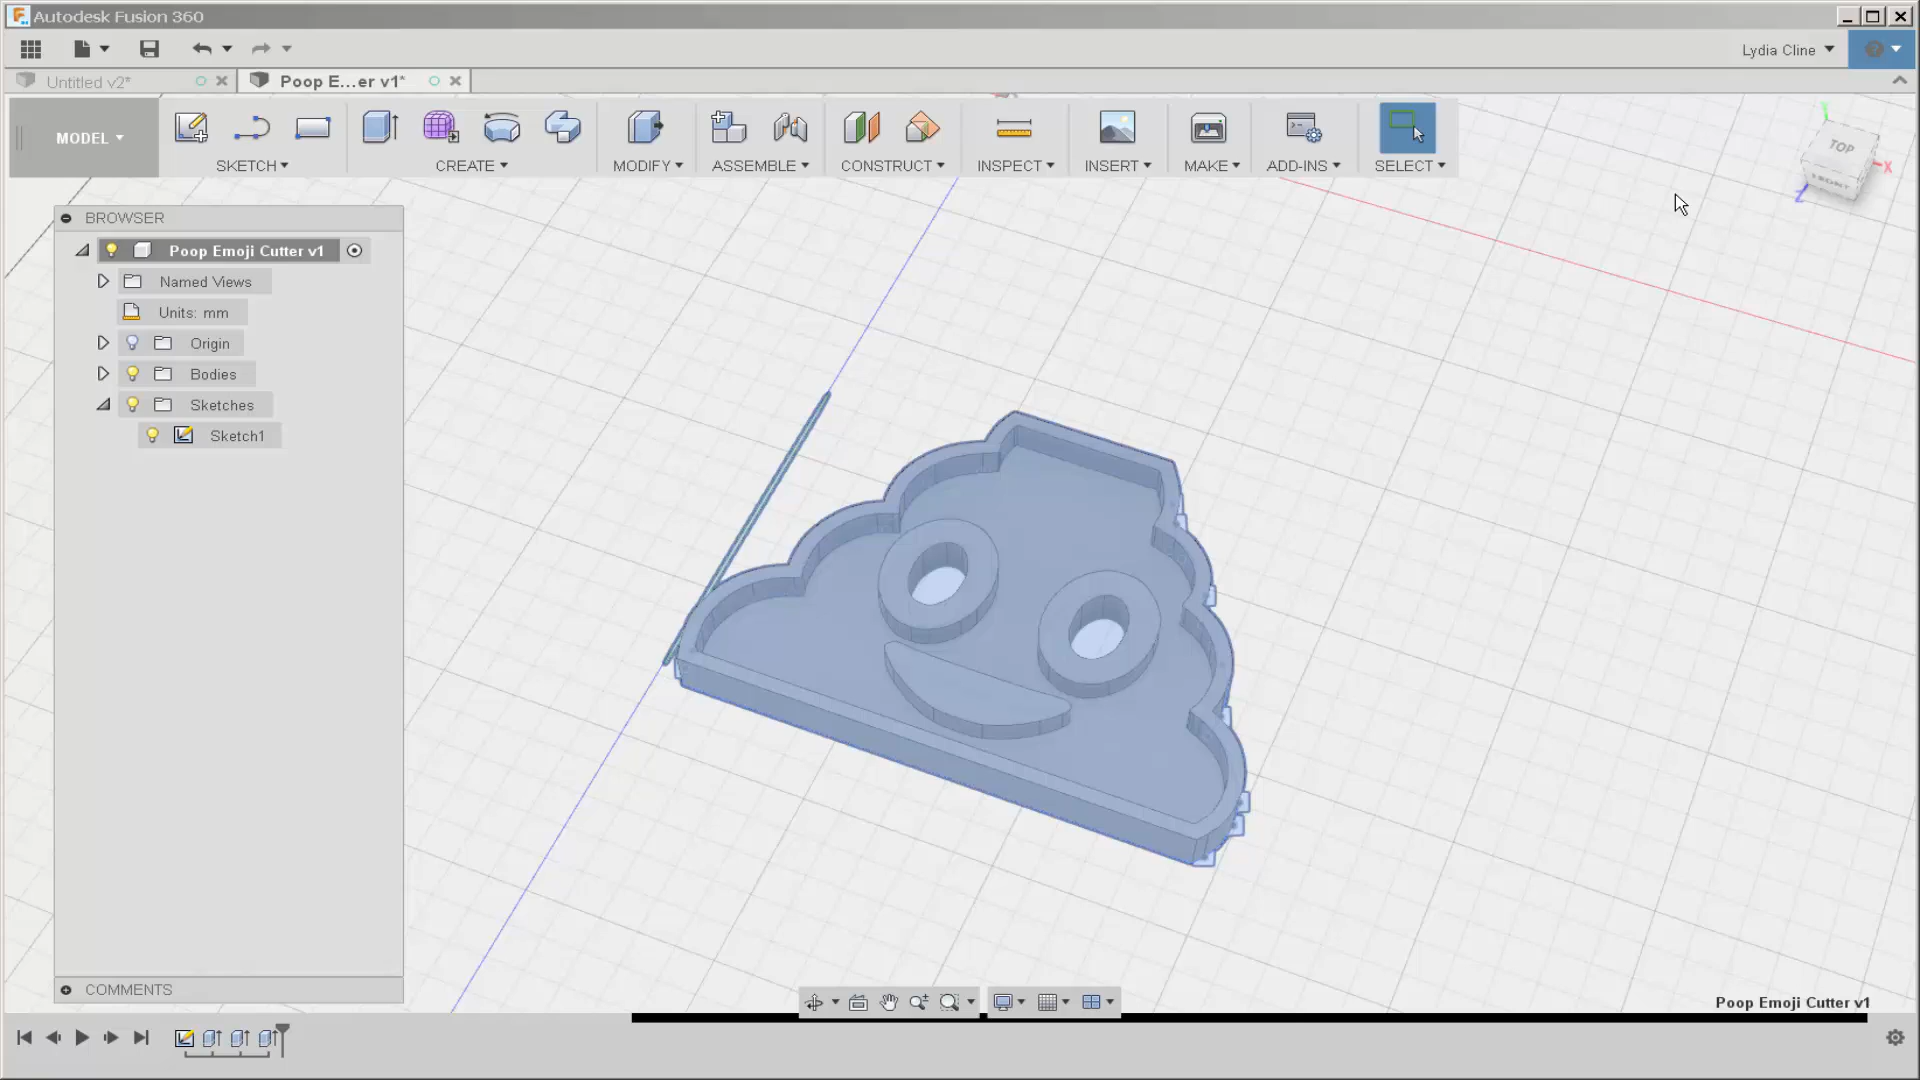 Autodesk Fusion 360
Lydia Cline
Untitled v2*
Poop E...er v1*
MODEL
SKETCH
CREATE
MODIFY
ASSEMBLE
CONSTRUCT
INSPECT
INSERT
MAKE
ADD-INS
SELECT
TOP
FRONT
X
Y
Z
BROWSER
Poop Emoji Cutter v1
Named Views
Units: mm
Origin
Bodies
Sketches
Sketch1
COMMENTS
Poop Emoji Cutter v1